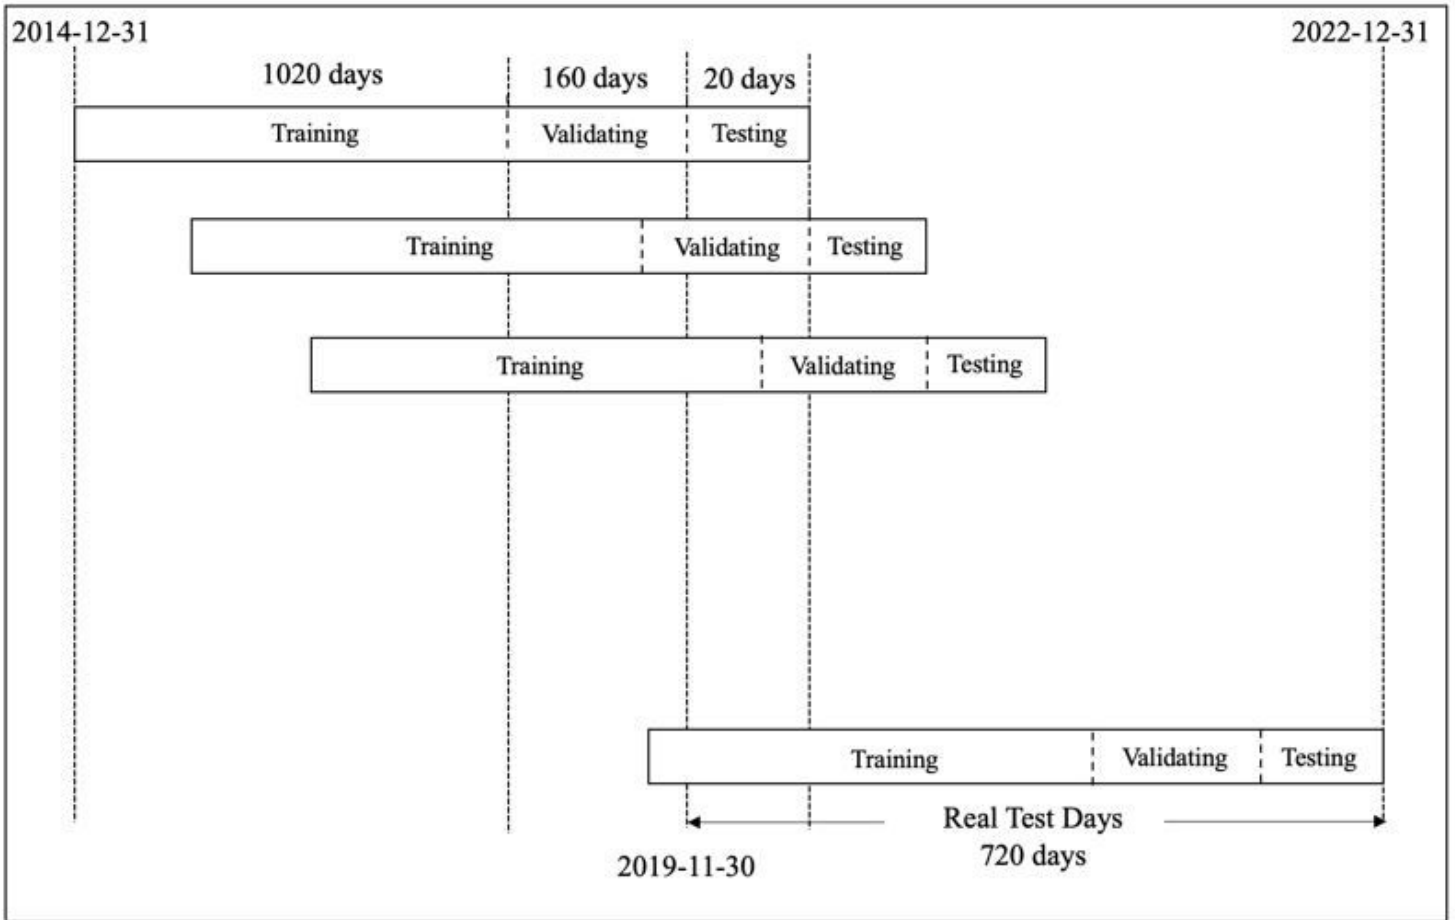 2014-12-31
2022-12-31
1020 days
160 days
20 days
Training
Validating
Testing
Training
Validating
Testing
Training
Validating
Testing
Training
Validating
Testing
Real Test Days
720 days
2019-11-30